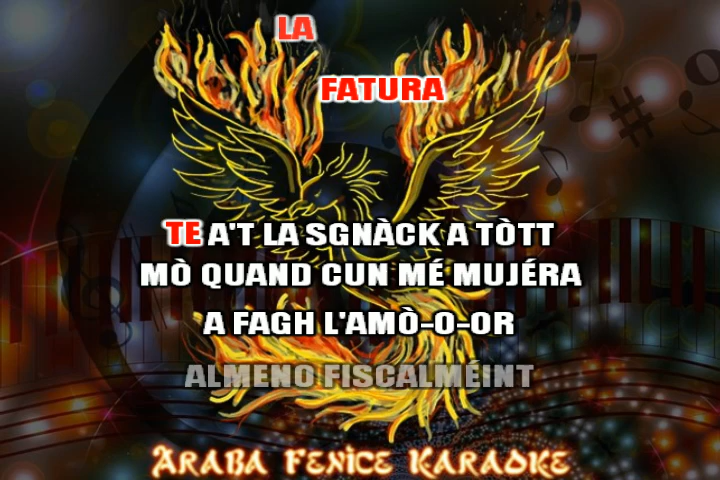 LA
FATURA
TE A'T LA SGNÀCK A TÒTT
MÒ QUAND CUN MÉ MUJÉRA
A FAGH L'AMÒ-O-OR
ALMENO FISCALMÉINT
ARABA FENICE KARAOKE